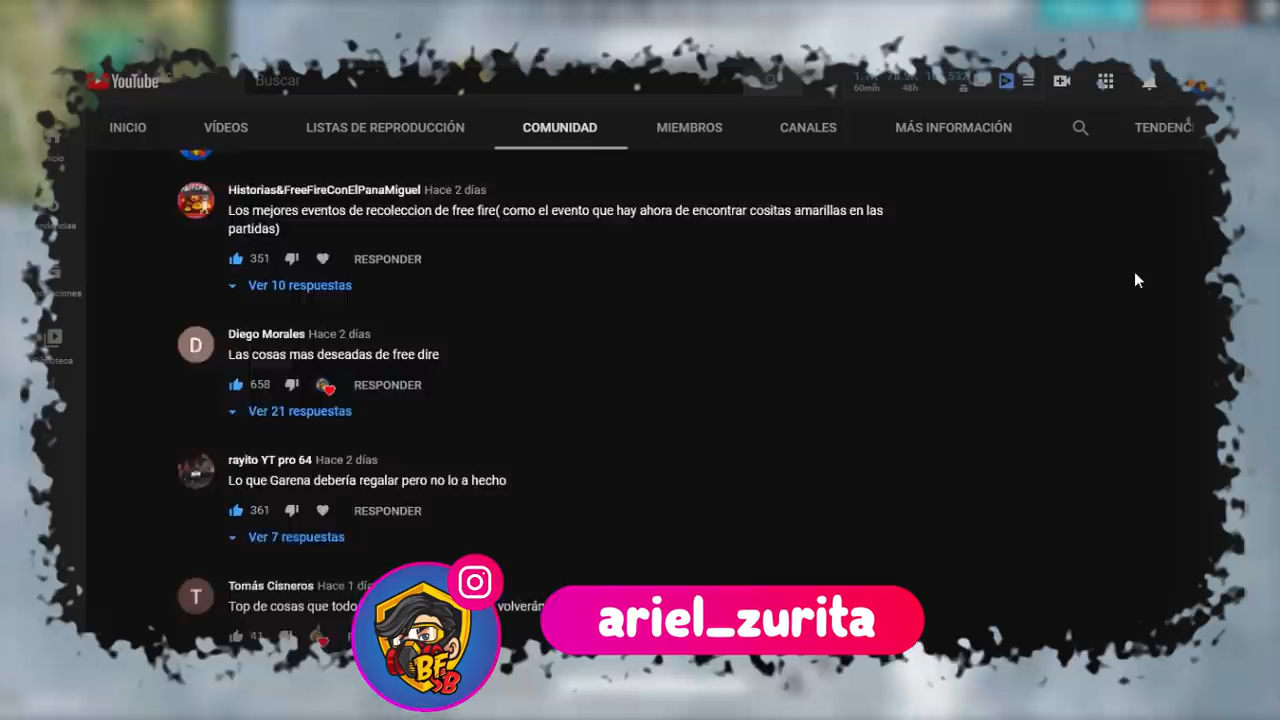 YouTube
Buscar
60min 48h
INICIO VÍDEOS LISTAS DE REPRODUCCIÓN COMUNIDAD MIEMBROS CANALES MÁS INFORMACIÓN TENDENC
Historias&FreeFireConElPanaMiguel Hace 2 días
Los mejores eventos de recoleccion de free fire( como el evento que hay ahora de encontrar cositas amarillas en las
partidas)
351 RESPONDER
Ver 10 respuestas
Diego Morales Hace 2 días
D
Las cosas mas deseadas de free dire
658 RESPONDER
Ver 21 respuestas
rayito YT pro 64 Hace 2 días
Lo que Garena debería regalar pero no lo a hecho
361 RESPONDER
Ver 7 respuestas
Tomás Cisneros Hace 1 día
T
Top de cosas que todo volverán
41
BF
B
ariel_zurita